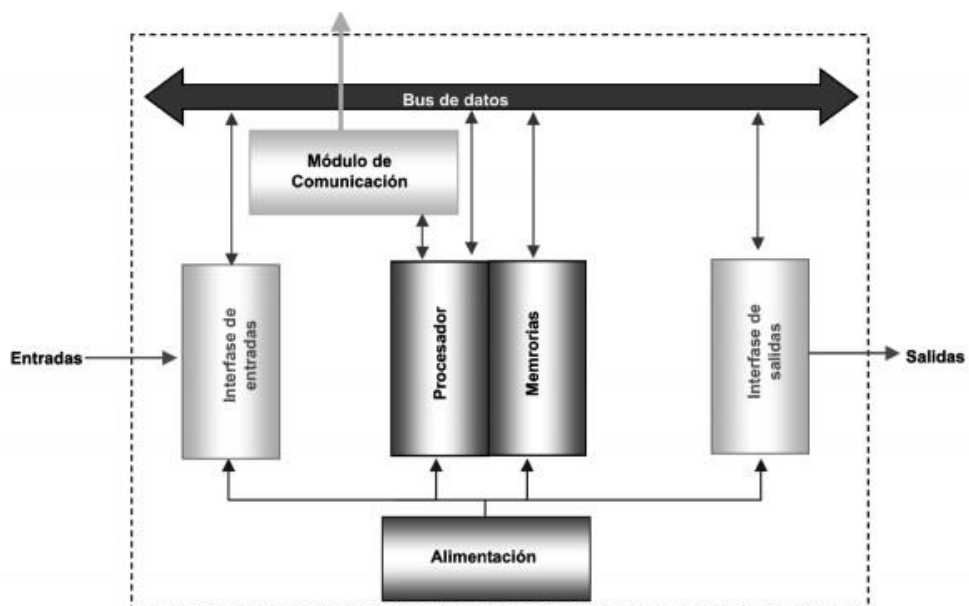 Bus de datos
Módulo de
Comunicación
Entradas
Interfase de
entradas
Procesador
Memrorias
Interfase de
salidas
Salidas
Alimentación